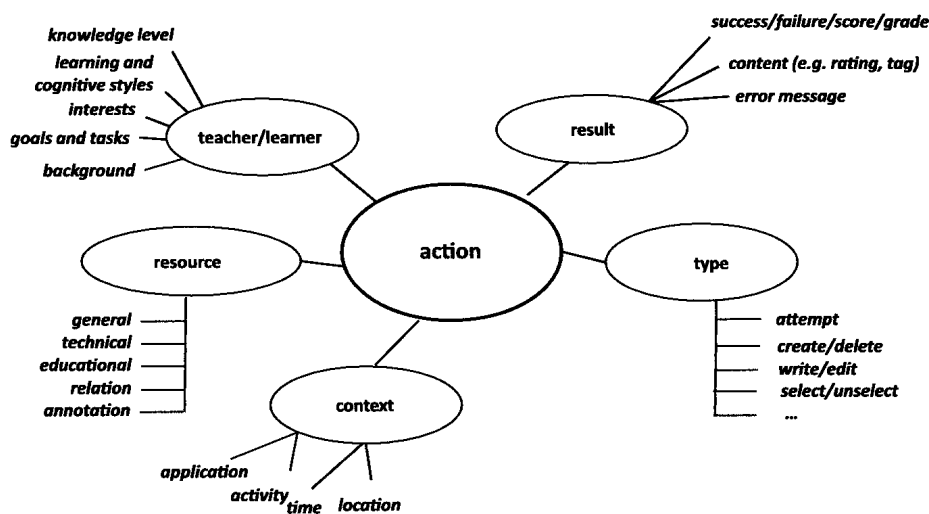 knowledge level
learning and
cognitive styles
interests
goals and tasks
background
teacher/learner
success/failure/score/grade
content (e.g. rating, tag)
error message
result
action
resource
general
technical
educational
relation
annotation
type
attempt
create/delete
write/edit
select/unselect
...
context
application
activity
time
location